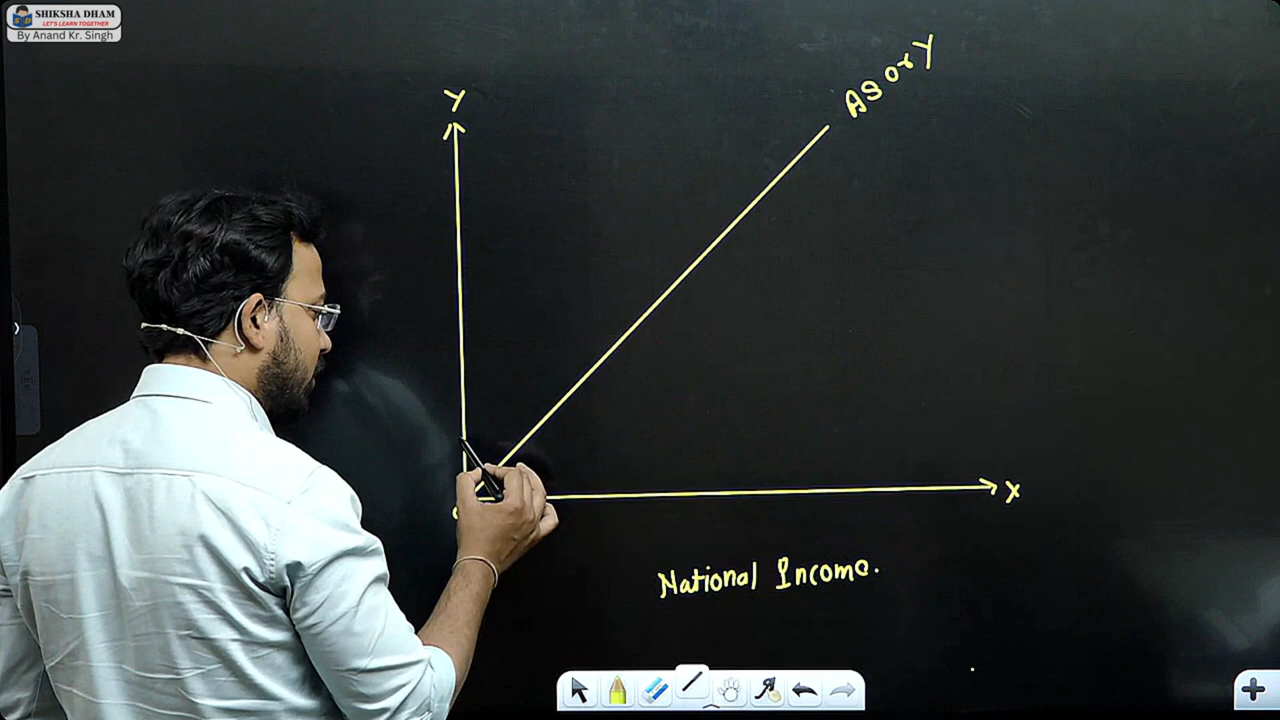 SHIKSHA DHAM
LET'S LEARN TOGETHER
By Anand Kr. Singh
Y
AS or Y
X
National Income.